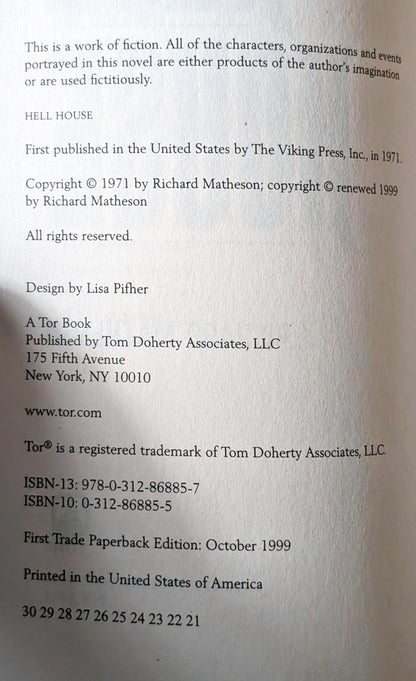 This is a work of fiction. All of the characters, organizations and events
portrayed in this novel are either products of the author's imagination
or are used fictitiously.
HELL HOUSE
First published in the United States by The Viking Press, Inc., in 1971.
Copyright © 1971 by Richard Matheson; copyright © renewed 1999
by Richard Matheson
All rights reserved.
Design by Lisa Pifher
A Tor Book
Published by Tom Doherty Associates, LLC
175 Fifth Avenue
New York, NY 10010
www.tor.com
Tor® is a registered trademark of Tom Doherty Associates, LLC.
ISBN-13: 978-0-312-86885-7
ISBN-10: 0-312-86885-5
First Trade Paperback Edition: October 1999
Printed in the United States of America
30 29 28 27 26 25 24 23 22 21